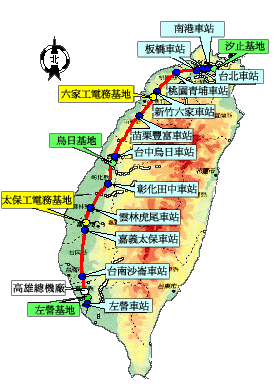 南港車站
板橋車站
汐止基地
北
台北車站
六家工電務基地
桃園青埔車站
新竹六家車站
苗栗豐富車站
烏日基地
台中烏日車站
彰化田中車站
太保工電務基地
雲林虎尾車站
嘉義太保車站
台南沙崙車站
高雄總機廠
左營基地
左營車站